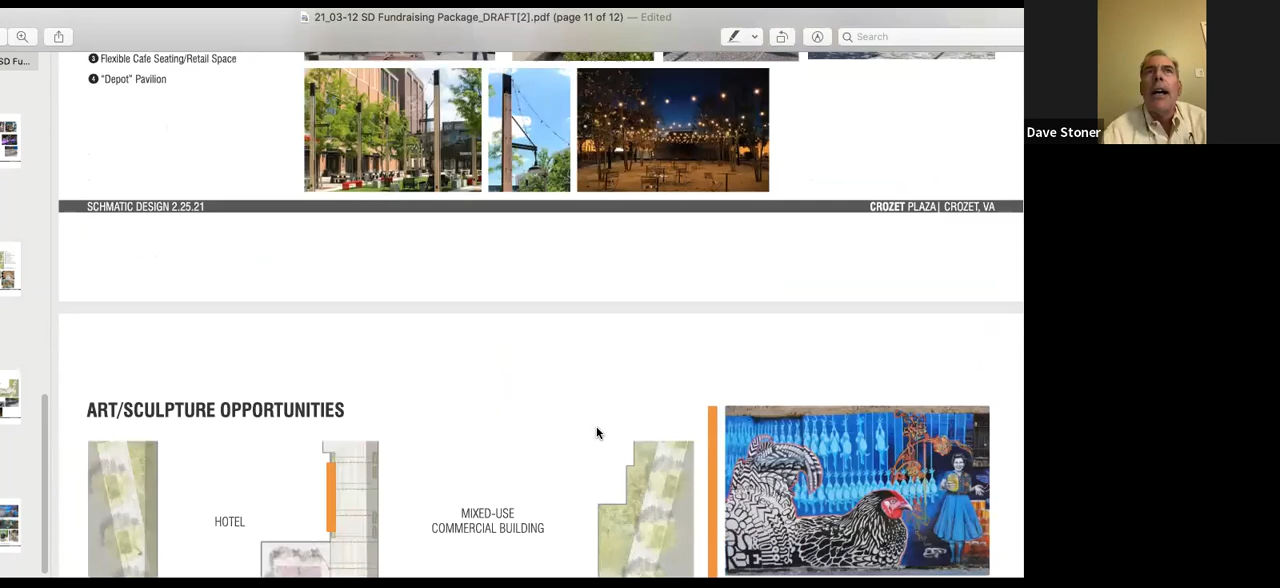 21_03-12 SD Fundraising Package_DRAFT[2].pdf (page 11 of 12) — Edited
Search
SD Fu...
3 Flexible Cafe Seating/Retail Space
4 "Depot" Pavilion
Dave Stoner
SCHMATIC DESIGN 2.25.21
CROZET PLAZA| CROZET, VA
ART/SCULPTURE OPPORTUNITIES
HOTEL
MIXED-USE
COMMERCIAL BUILDING